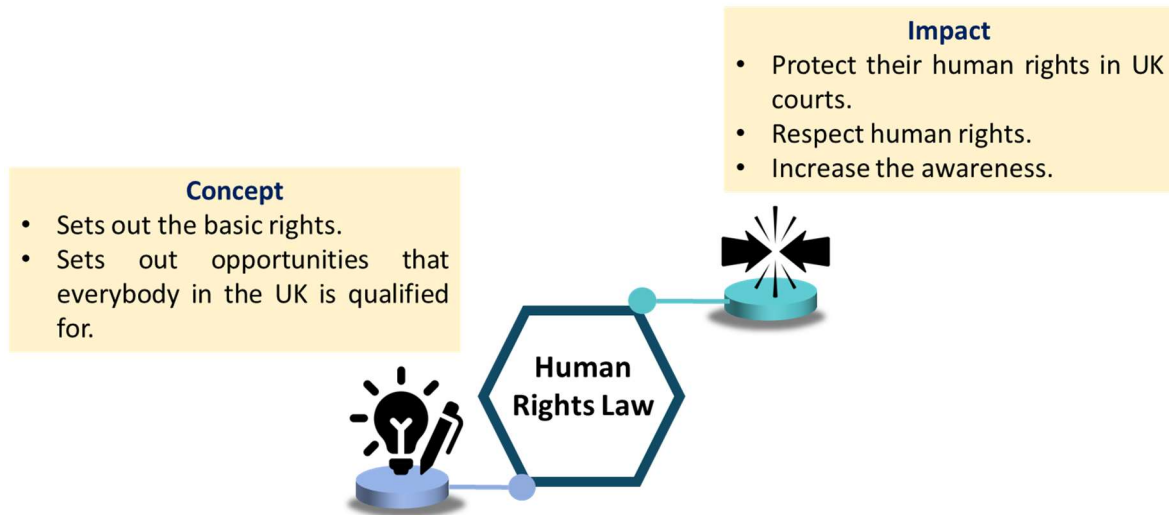 Impact
• Protect their human rights in UK
courts.
• Respect human rights.
• Increase the awareness.
Concept
• Sets out the basic rights.
• Sets out opportunities that
everybody in the UK is qualified
for.
Human
Rights Law